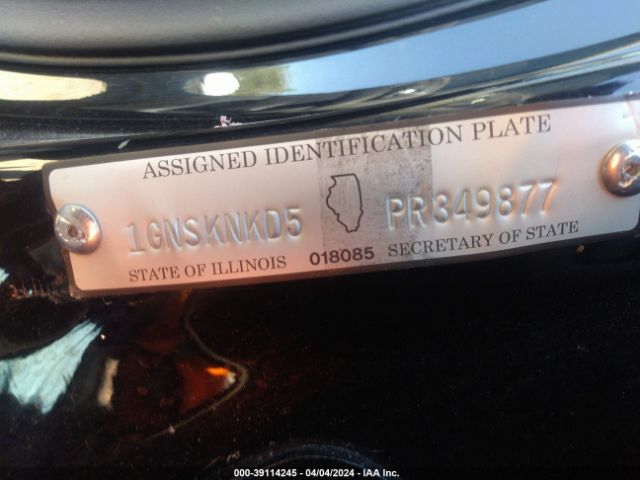 ASSIGNED IDENTIFICATION PLATE
1GNSKNKD5 PR349877
STATE OF ILLINOIS 018085 SECRETARY OF STATE
000-39114245 - 04/04/2024 - IAA Inc.